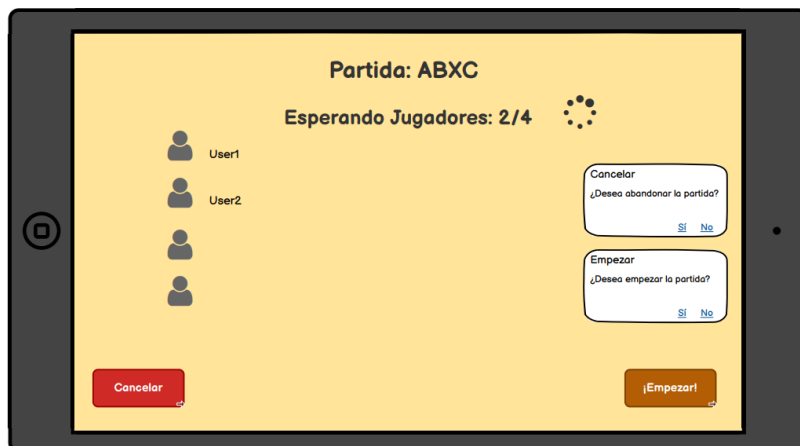 Partida: ABXC
Esperando Jugadores: 2/4
User1
User2
Cancelar
¿Desea abandonar la partida?
Sí No
Empezar
¿Desea empezar la partida?
Sí No
Cancelar
¡Empezar!